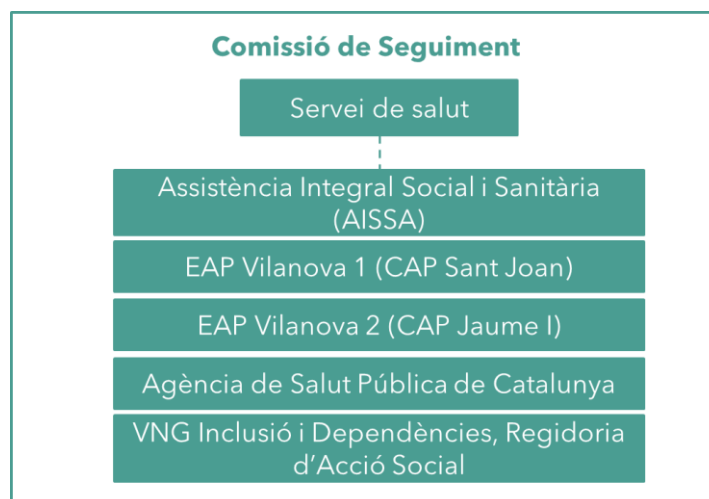 Comissió de Seguiment
Servei de salut
Assistència Integral Social i Sanitària
(AISSA)
EAP Vilanova 1 (CAP Sant Joan)
EAP Vilanova 2 (CAP Jaume I)
Agència de Salut Pública de Catalunya
VNG Inclusió i Dependències, Regidoria
d’Acció Social